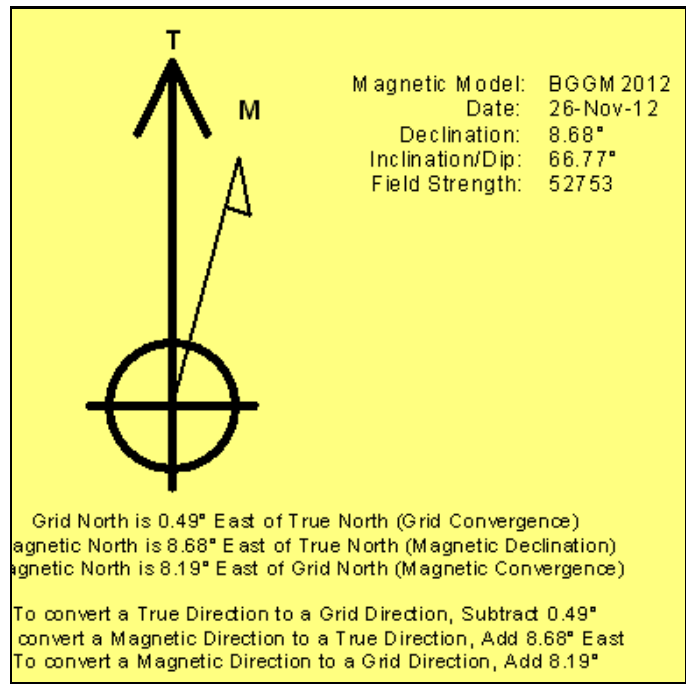 T
M
Magnetic Model: BGGM 2012
Date: 26-Nov-12
Declination: 8.68°
Inclination/Dip: 66.77°
Field Strength: 52753
Grid North is 0.49° East of True North (Grid Convergence)
agnetic North is 8.68° East of True North (Magnetic Declination)
agnetic North is 8.19° East of Grid North (Magnetic Convergence)
To convert a True Direction to a Grid Direction, Subtract 0.49°
convert a Magnetic Direction to a True Direction, Add 8.68° East
To convert a Magnetic Direction to a Grid Direction, Add 8.19°